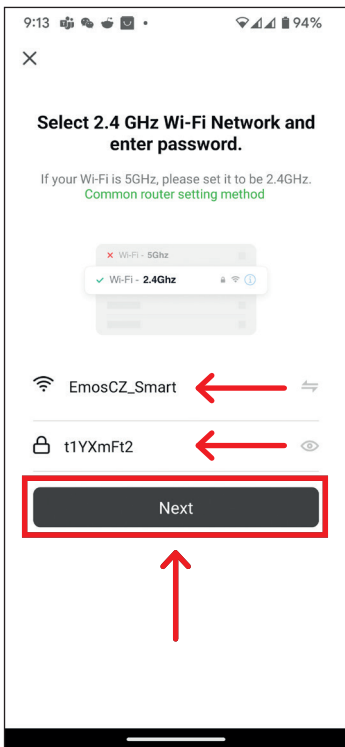 9:13 94%
Select 2.4 GHz Wi-Fi Network and
enter password.
If your Wi-Fi is 5GHz, please set it to be 2.4GHz.
Common router setting method
Wi-Fi - 5Ghz
Wi-Fi - 2.4Ghz
EmosCZ_Smart
t1YXmFt2
Next